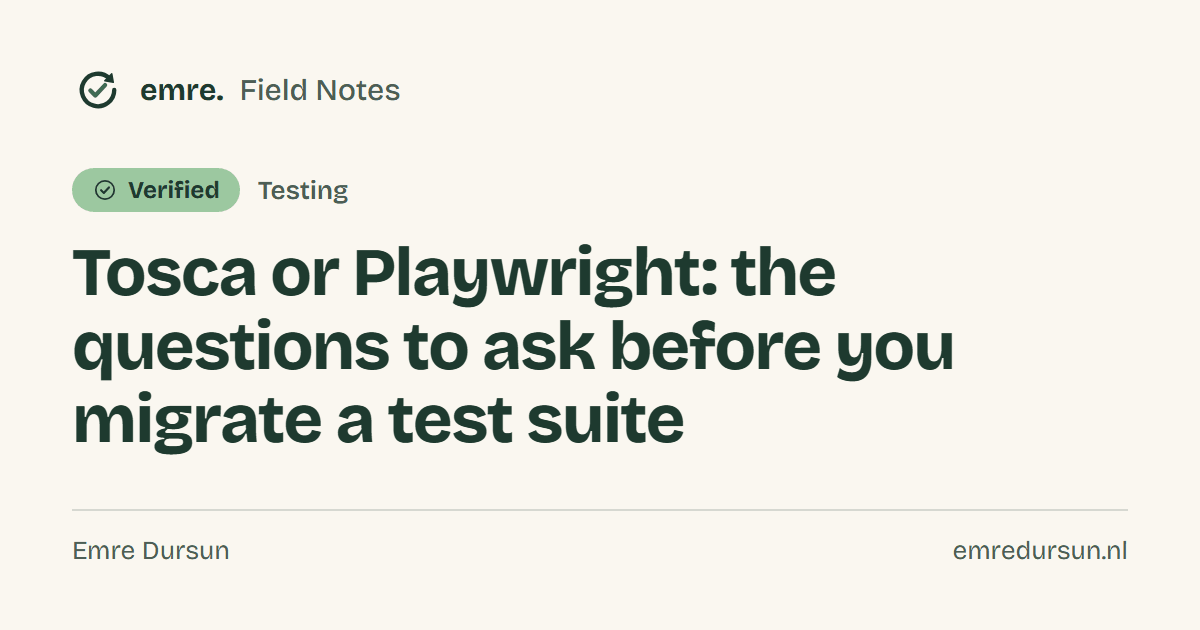 emre. Field Notes
Verified Testing
Tosca or Playwright: the
questions to ask before you
migrate a test suite
Emre Dursun emredursun.nl